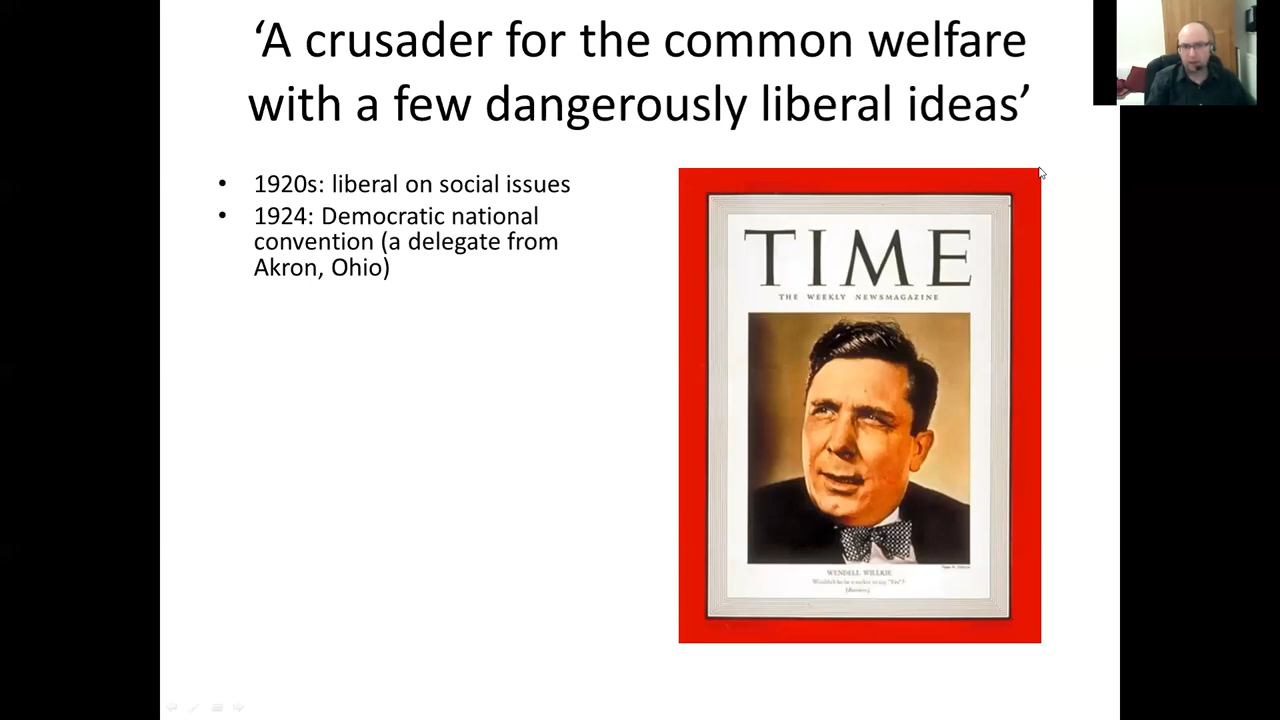 ‘A crusader for the common welfare
with a few dangerously liberal ideas’
• 1920s: liberal on social issues
• 1924: Democratic national
convention (a delegate from
Akron, Ohio)
TIME
THE WEEKLY NEWSMAGAZINE
WENDELL WILLKIE